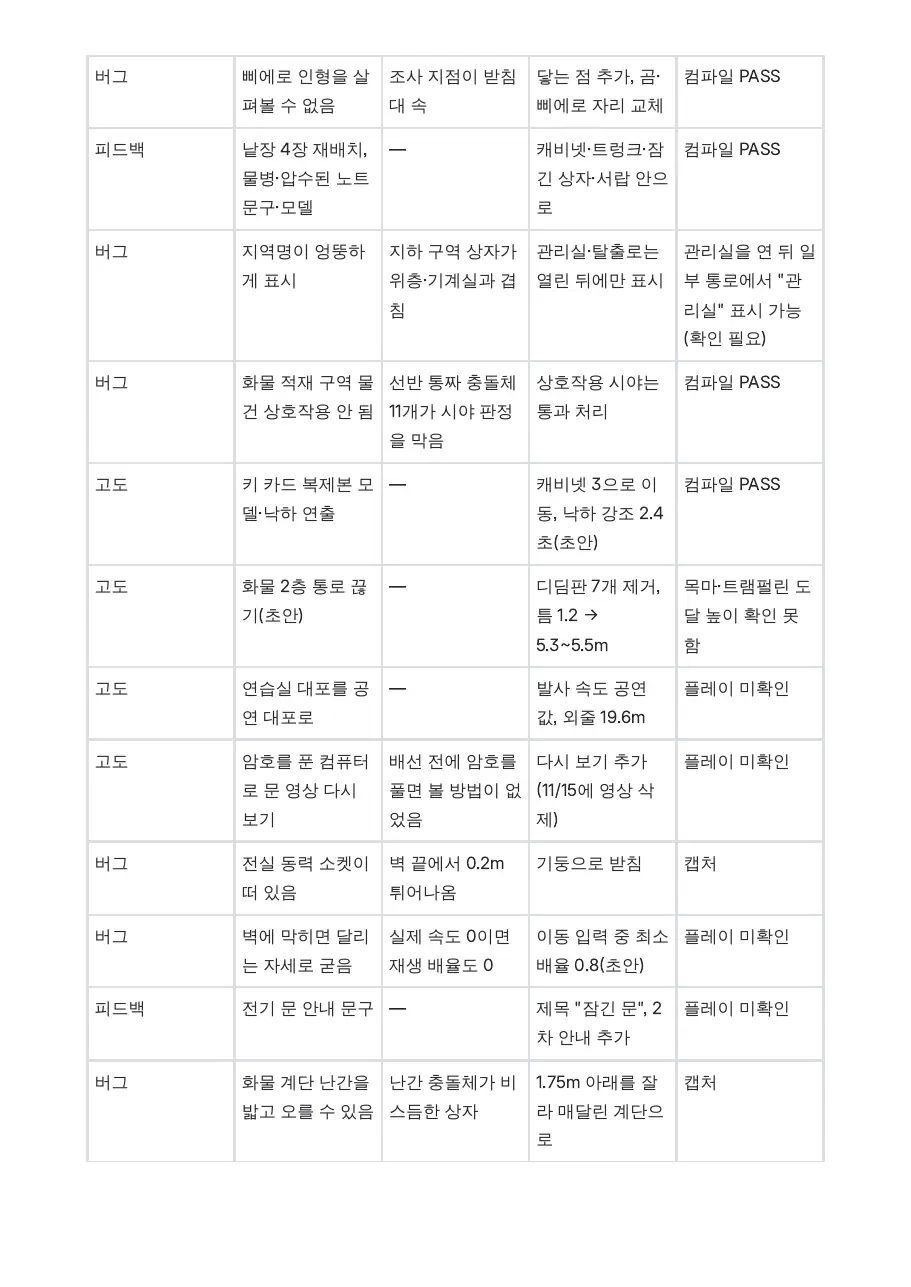 버그
삐에로 인형을 살
펴볼 수 없음
조사 지점이 받침
대 속
닿는 점 추가, 곰·
삐에로 자리 교체
컴파일 PASS
피드백
낱장 4장 재배치,
물병·압수된 노트
문구·모델
—
캐비넷·트렁크·잠
긴 상자·서랍 안으
로
컴파일 PASS
버그
지역명이 엉뚱하
게 표시
지하 구역 상자가
위층·기계실과 겹
침
관리실·탈출로는
열린 뒤에만 표시
관리실을 연 뒤 일
부 통로에서 "관
리실" 표시 가능
(확인 필요)
버그
화물 적재 구역 물
건 상호작용 안 됨
선반 통짜 충돌체
11개가 시야 판정
을 막음
상호작용 시야는
통과 처리
컴파일 PASS
고도
키 카드 복제본 모
델·낙하 연출
—
캐비넷 3으로 이
동, 낙하 강조 2.4
초(초안)
컴파일 PASS
고도
화물 2층 통로 끊
기(초안)
—
디딤판 7개 제거,
틈 1.2 →
5.3~5.5m
목마·트램펄린 도
달 높이 확인 못
함
고도
연습실 대포를 공
연 대포로
—
발사 속도 공연
값, 외줄 19.6m
플레이 미확인
고도
암호를 푼 컴퓨터
로 문 영상 다시
보기
배선 전에 암호를
풀면 볼 방법이 없
었음
다시 보기 추가
(11/15에 영상 삭
제)
플레이 미확인
버그
전실 동력 소켓이
떠 있음
벽 끝에서 0.2m
튀어나옴
기둥으로 받침
캡처
버그
벽에 막히면 달리
는 자세로 굳음
실제 속도 0이면
재생 배율도 0
이동 입력 중 최소
배율 0.8(초안)
플레이 미확인
피드백
전기 문 안내 문구
—
제목 "잠긴 문", 2
차 안내 추가
플레이 미확인
버그
화물 계단 난간을
밟고 오를 수 있음
난간 충돌체가 비
스듬한 상자
1.75m 아래를 잘
라 매달린 계단으
로
캡처